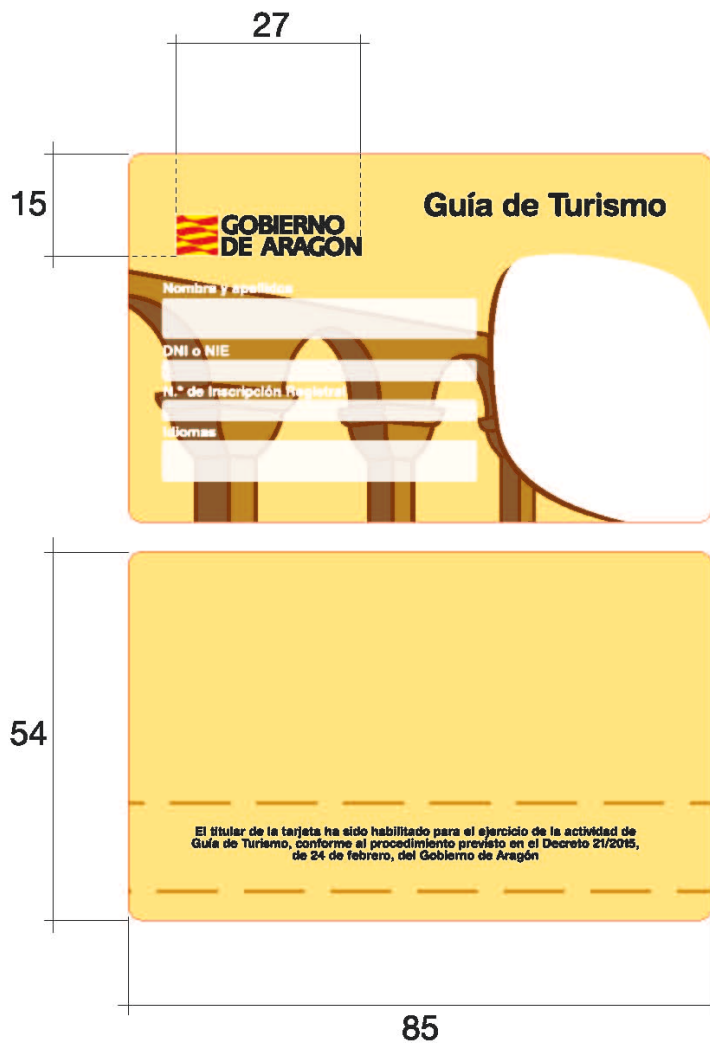 27
15
Guía de Turismo
GOBIERNO
DE ARAGON
Nombre y apellidos
DNI o NIE
N.º de Inscripción Registral
Idiomas
54
El titular de la tarjeta ha sido habilitado para el ejercicio de la actividad de
Guía de Turismo, conforme al procedimiento previsto en el Decreto 21/2015,
de 24 de febrero, del Gobierno de Aragón
85